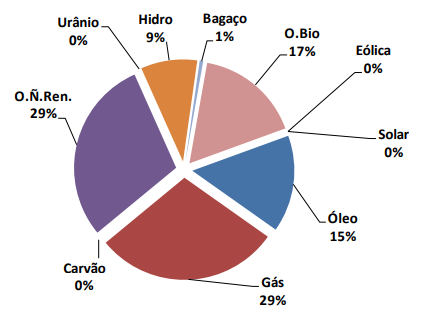 Urânio
0%
Hidro
9%
Bagaço
1%
O.Bio
17%
Eólica
0%
O.Ñ.Ren.
29%
Solar
0%
Óleo
15%
Carvão
0%
Gás
29%